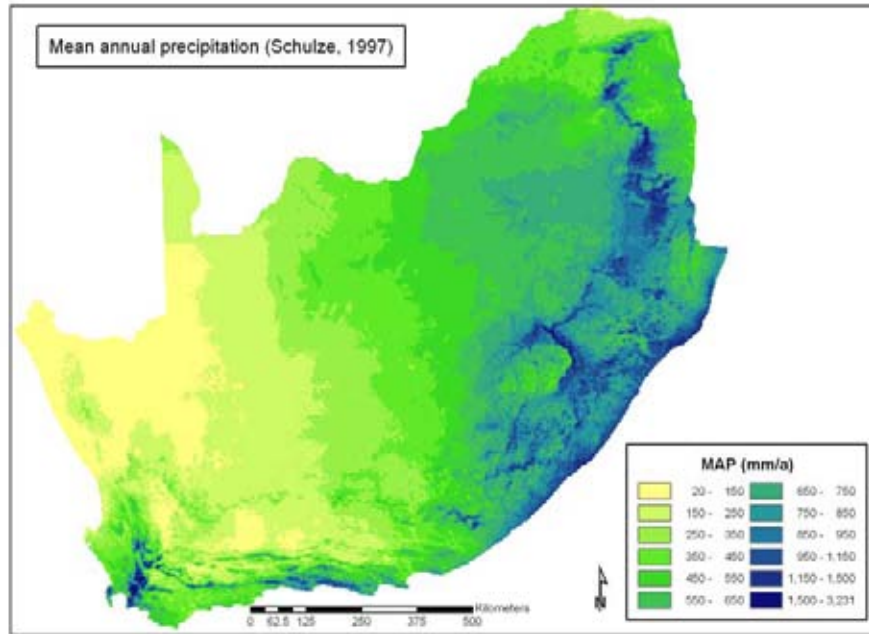 Mean annual precipitation (Schulze, 1997)
MAP (mm/a)
20 - 150
150 - 250
250 - 350
350 - 450
450 - 550
550 - 650
650 - 750
750 - 850
850 - 950
950 - 1,150
1,150 - 1,500
1,500 - 3,231
Kilometers
0 62.5 125 250 375 500
N